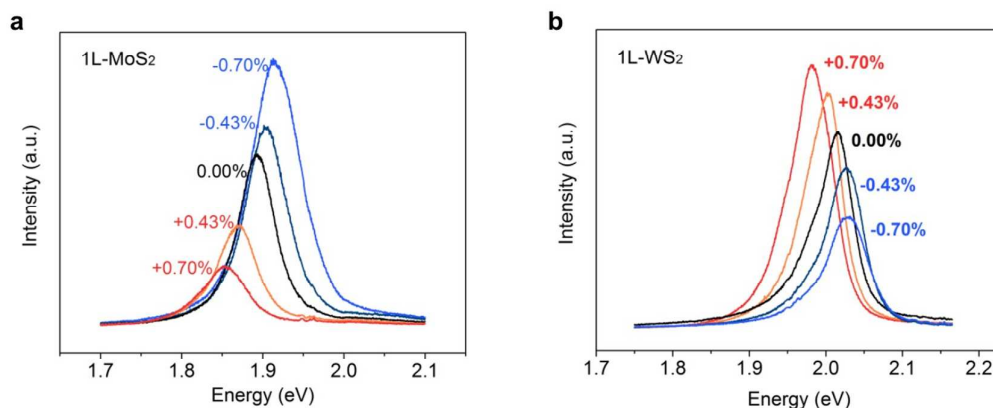 a
1L-MoS2
-0.70%
-0.43%
0.00%
+0.43%
+0.70%
Intensity (a.u.)
1.7 1.8 1.9 2.0 2.1
Energy (eV)
b
1L-WS2
+0.70%
+0.43%
0.00%
-0.43%
-0.70%
Intensity (a.u.)
1.7 1.8 1.9 2.0 2.1 2.2
Energy (eV)